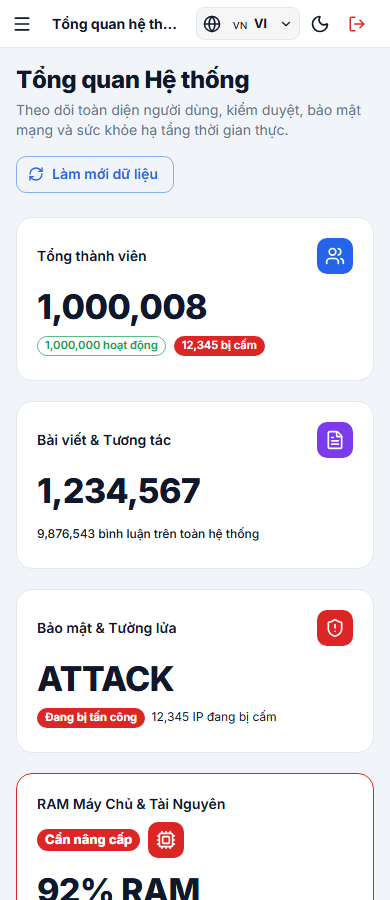 Tổng quan hệ th...
VN VI
Tổng quan Hệ thống
Theo dõi toàn diện người dùng, kiểm duyệt, bảo mật
mạng và sức khỏe hạ tầng thời gian thực.
Làm mới dữ liệu
Tổng thành viên
1,000,008
1,000,000 hoạt động
12,345 bị cấm
Bài viết & Tương tác
1,234,567
9,876,543 bình luận trên toàn hệ thống
Bảo mật & Tường lửa
ATTACK
Đang bị tấn công
12,345 IP đang bị cấm
RAM Máy Chủ & Tài Nguyên
Cần nâng cấp
92% RAM